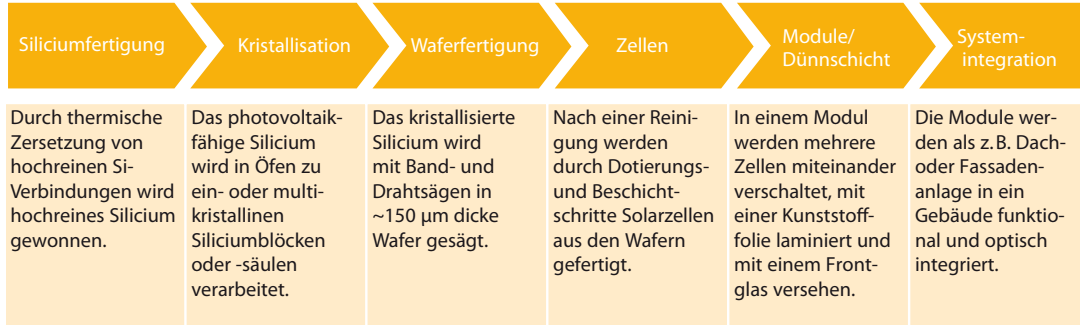 Siliciumfertigung
Kristallisation
Waferfertigung
Zellen
Module/
Dünnschicht
System-
integration
Durch thermische
Zersetzung von
hochreinen Si-
Verbindungen wird
hochreines Silicium
gewonnen.
Das photovoltaik-
fähige Silicium
wird in Öfen zu
ein- oder multi-
kristallinen
Siliciumblöcken
oder -säulen
verarbeitet.
Das kristallisierte
Silicium wird
mit Band- und
Drahtsägen in
~150 µm dicke
Wafer gesägt.
Nach einer Reini-
gung werden
durch Dotierungs-
und Beschicht-
schritte Solarzellen
aus den Wafern
gefertigt.
In einem Modul
werden mehrere
Zellen miteinander
verschaltet, mit
einer Kunststoff-
folie laminiert und
mit einem Front-
glas versehen.
Die Module wer-
den als z. B. Dach-
oder Fassaden-
anlage in ein
Gebäude funktio-
nal und optisch
integriert.